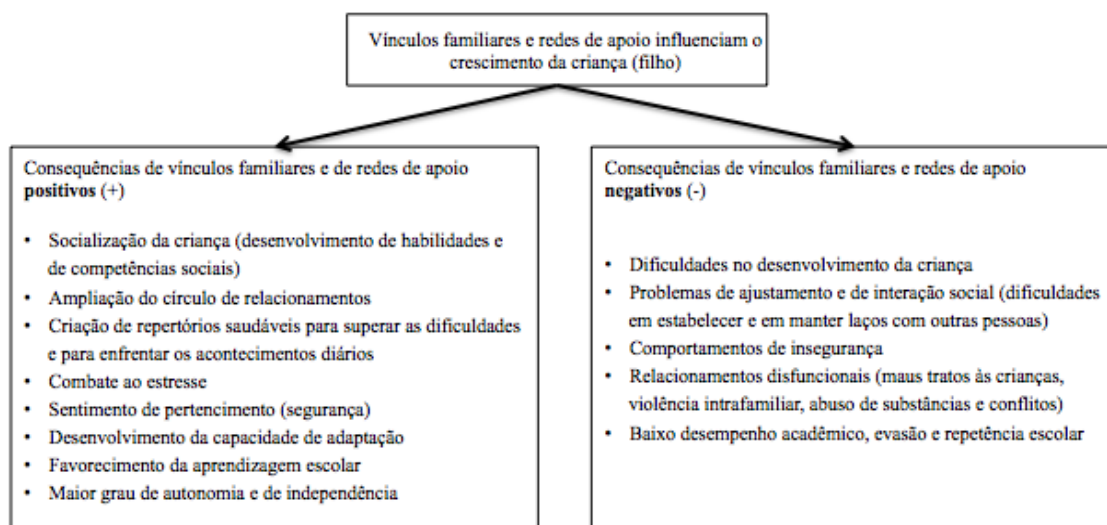 Vínculos familiares e redes de apoio influenciam o
crescimento da criança (filho)
Consequências de vínculos familiares e de redes de apoio
positivos (+)
• Socialização da criança (desenvolvimento de habilidades e
de competências sociais)
• Ampliação do círculo de relacionamentos
• Criação de repertórios saudáveis para superar as dificuldades
e para enfrentar os acontecimentos diários
• Combate ao estresse
• Sentimento de pertencimento (segurança)
• Desenvolvimento da capacidade de adaptação
• Favorecimento da aprendizagem escolar
• Maior grau de autonomia e de independência
Consequências de vínculos familiares e redes de apoio
negativos (-)
• Dificuldades no desenvolvimento da criança
• Problemas de ajustamento e de interação social (dificuldades
em estabelecer e em manter laços com outras pessoas)
• Comportamentos de insegurança
• Relacionamentos disfuncionais (maus tratos às crianças,
violência intrafamiliar, abuso de substâncias e conflitos)
• Baixo desempenho acadêmico, evasão e repetência escolar